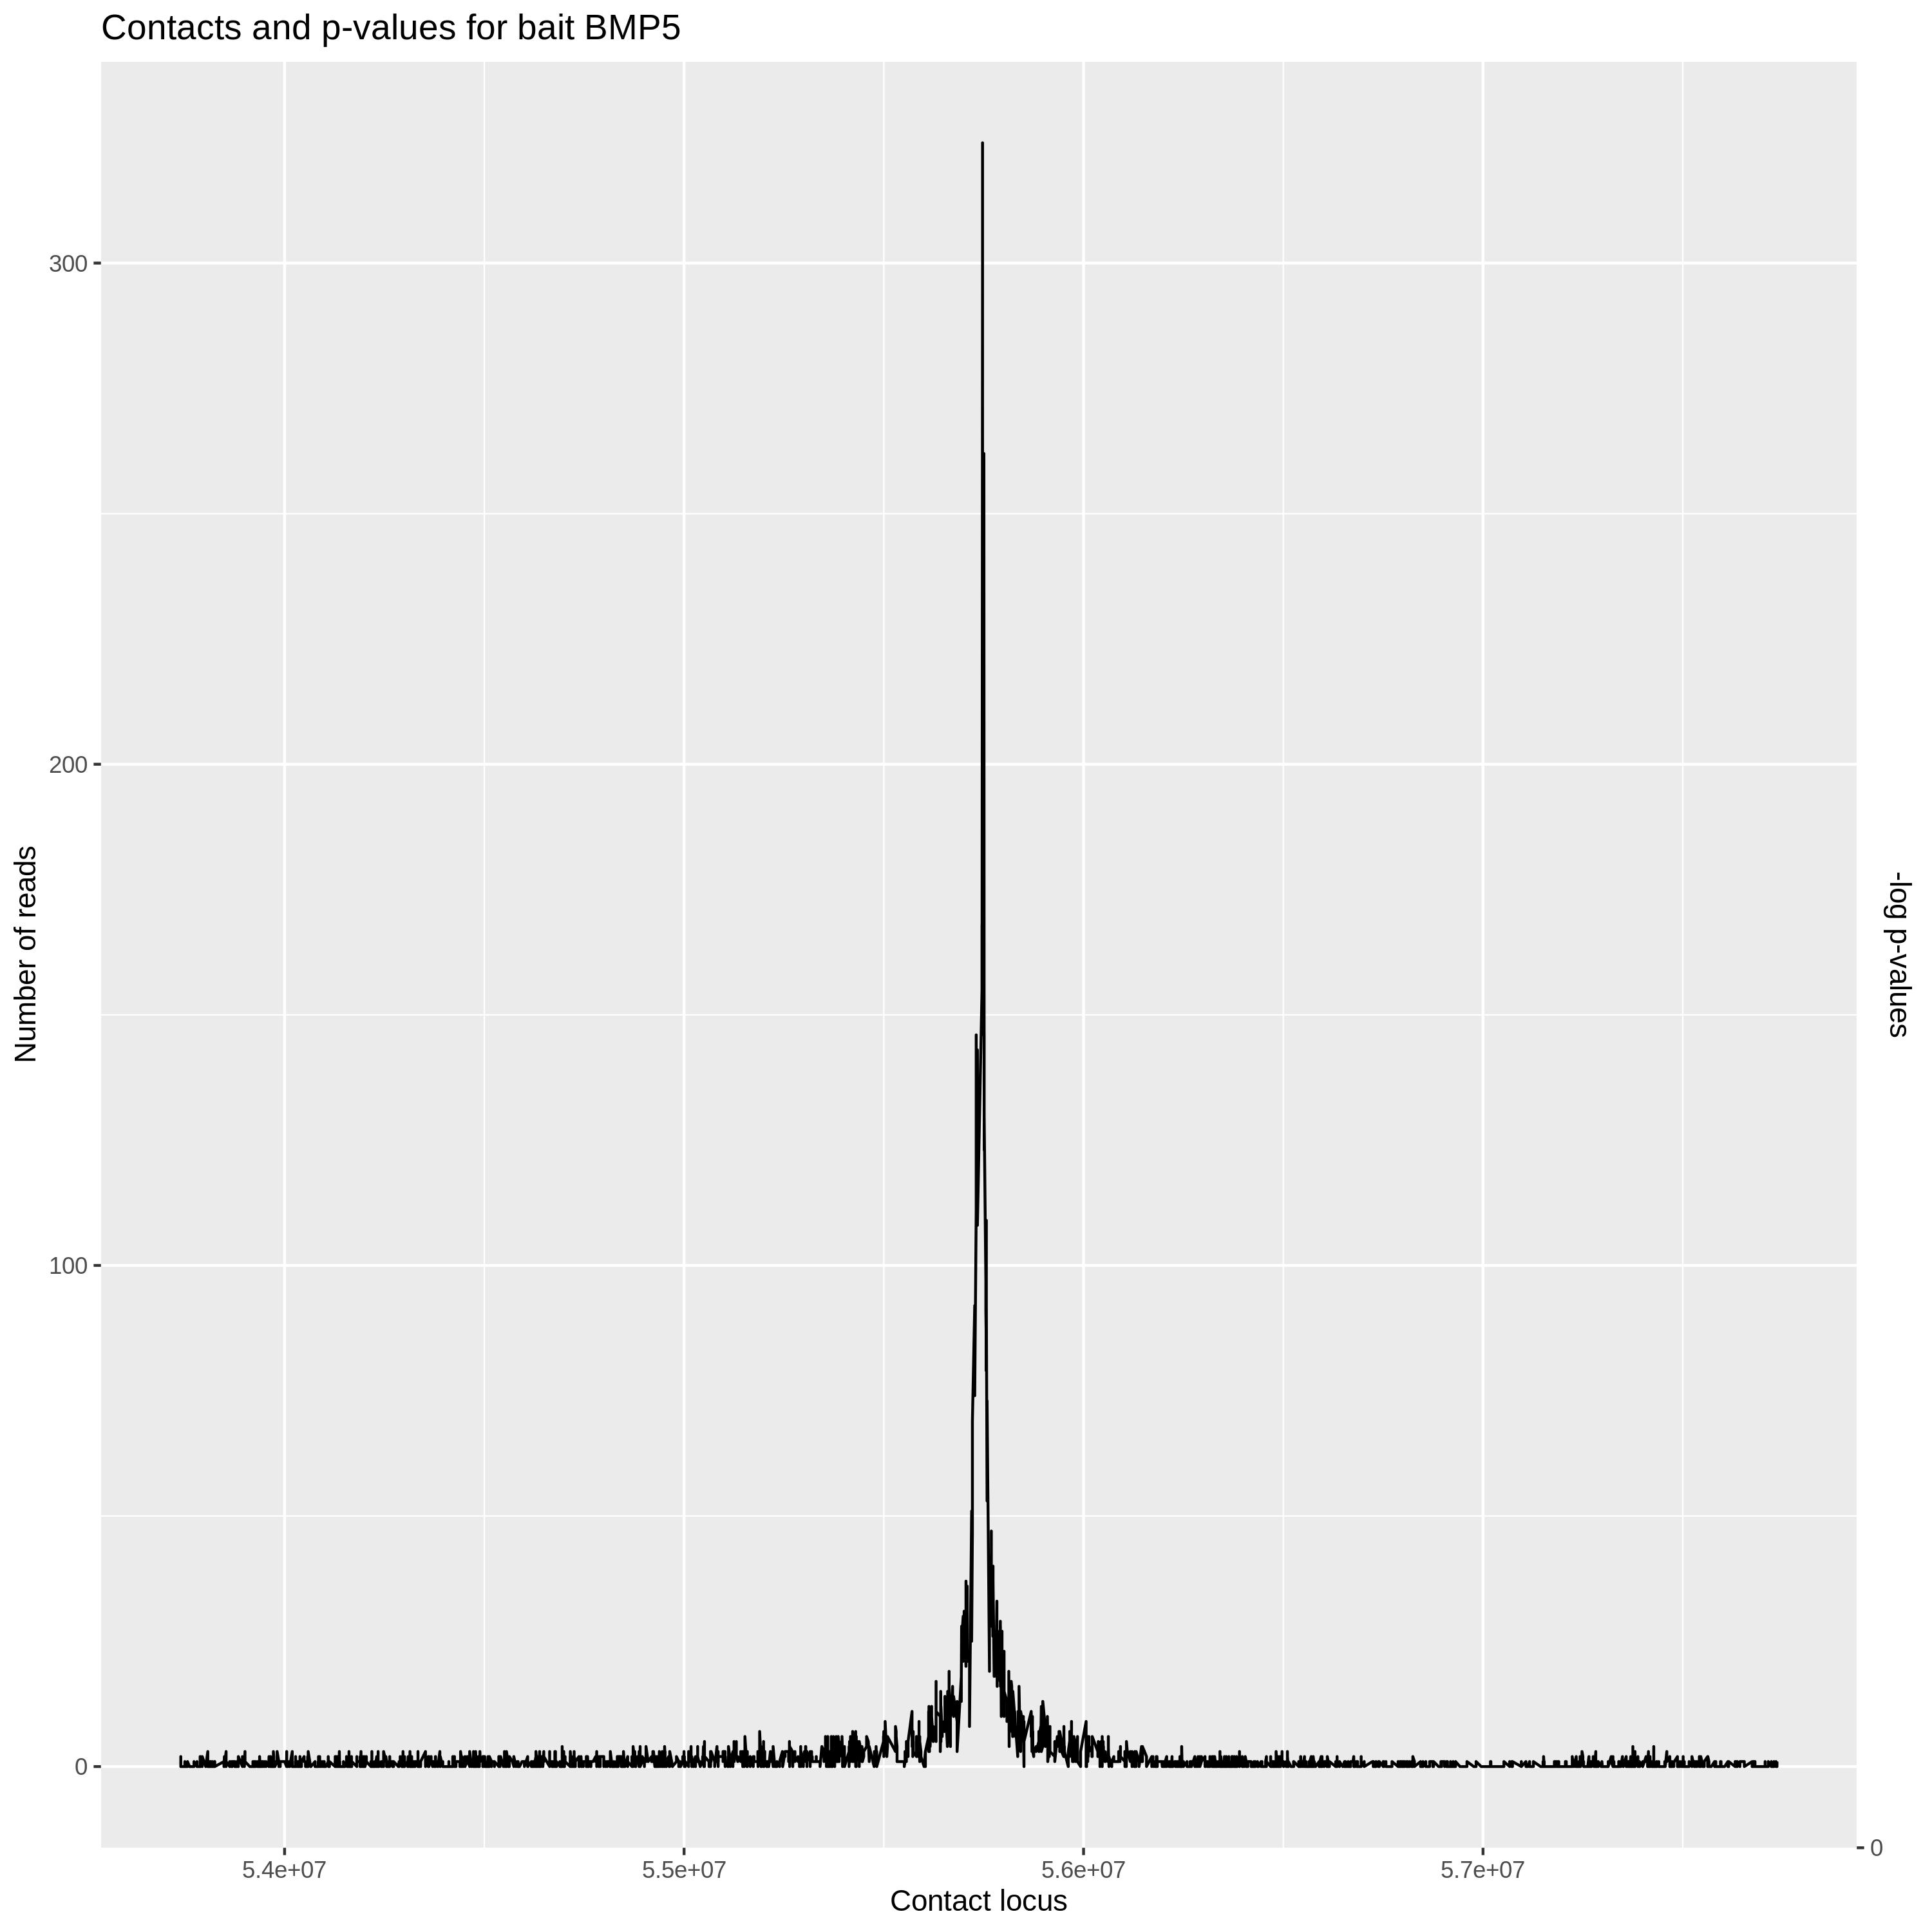 Contacts and p-values for bait BMP5
300
200
100
0
Number of reads
-log p-values
0
5.4e+07
5.5e+07
5.6e+07
5.7e+07
Contact locus